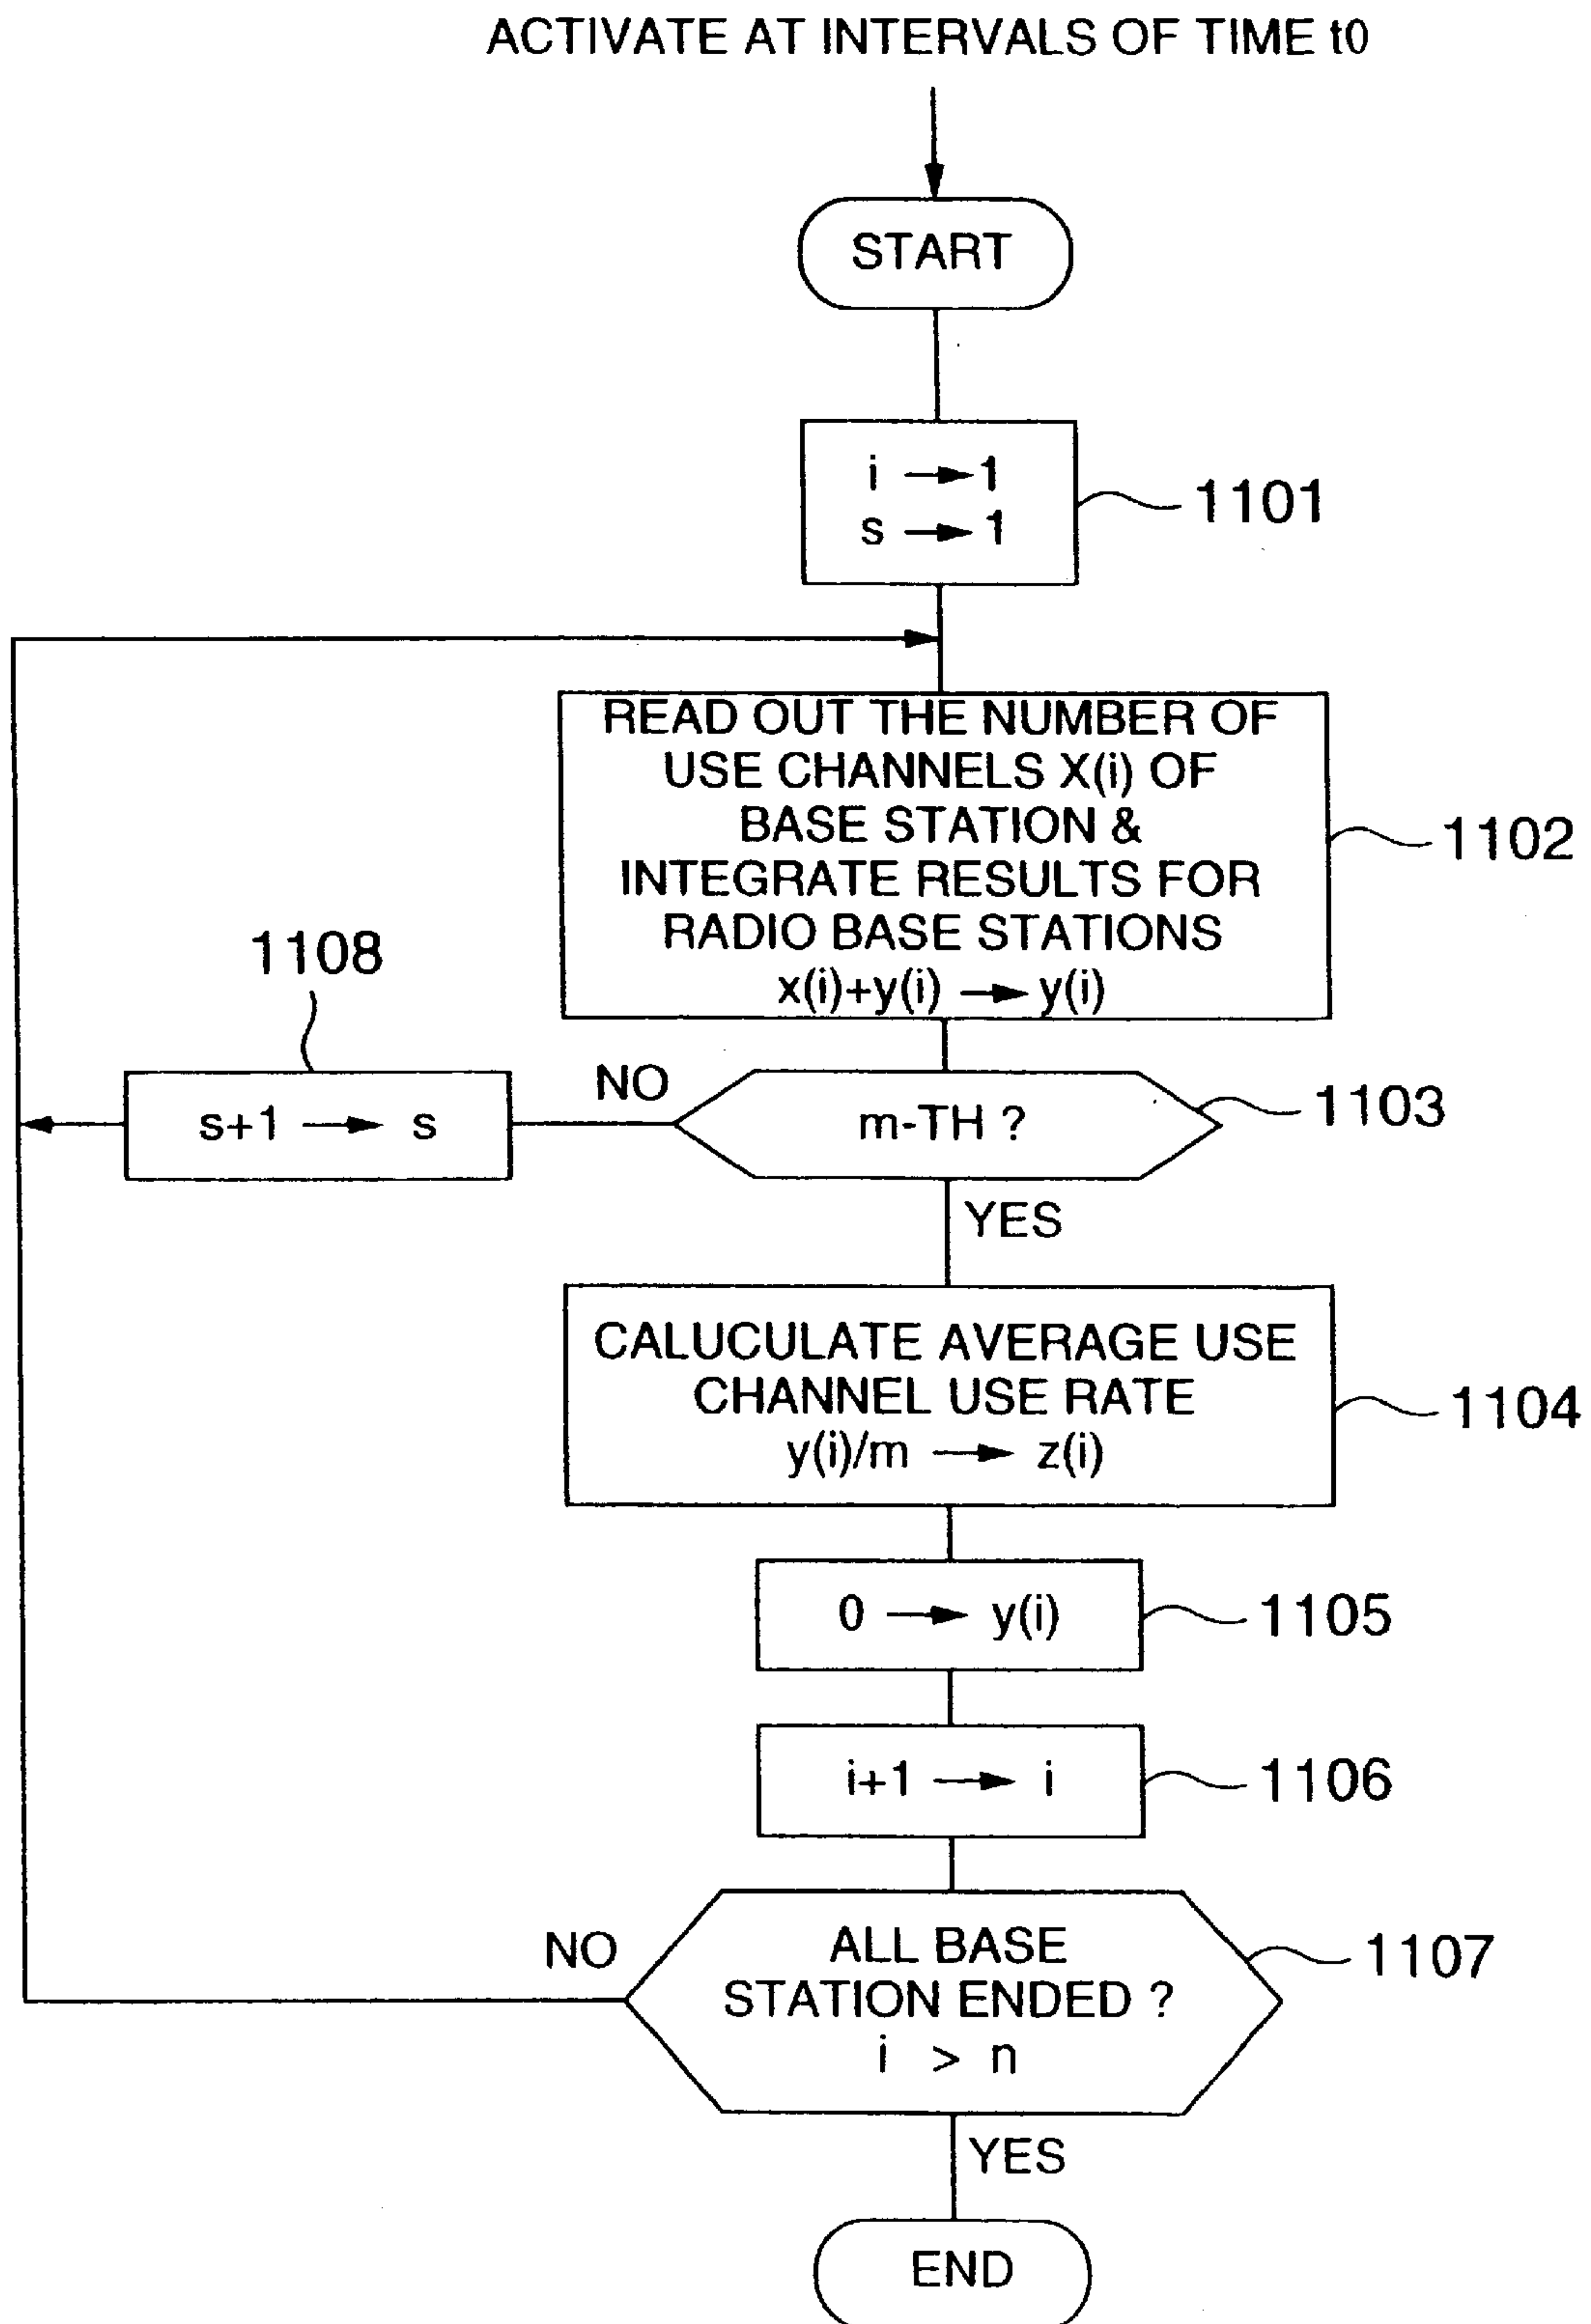 ACTIVATE AT INTERVALS OF TIME t0
START
i → 1
s → 1
1101
READ OUT THE NUMBER OF
USE CHANNELS X(i) OF
BASE STATION &
INTEGRATE RESULTS FOR
RADIO BASE STATIONS
x(i)+y(i) → y(i)
1102
1108
s+1 → s
NO
m-TH ?
1103
YES
CALUCULATE AVERAGE USE
CHANNEL USE RATE
y(i)/m → z(i)
1104
0 → y(i)
1105
i+1 → i
1106
NO
ALL BASE
STATION ENDED ?
i > n
1107
YES
END